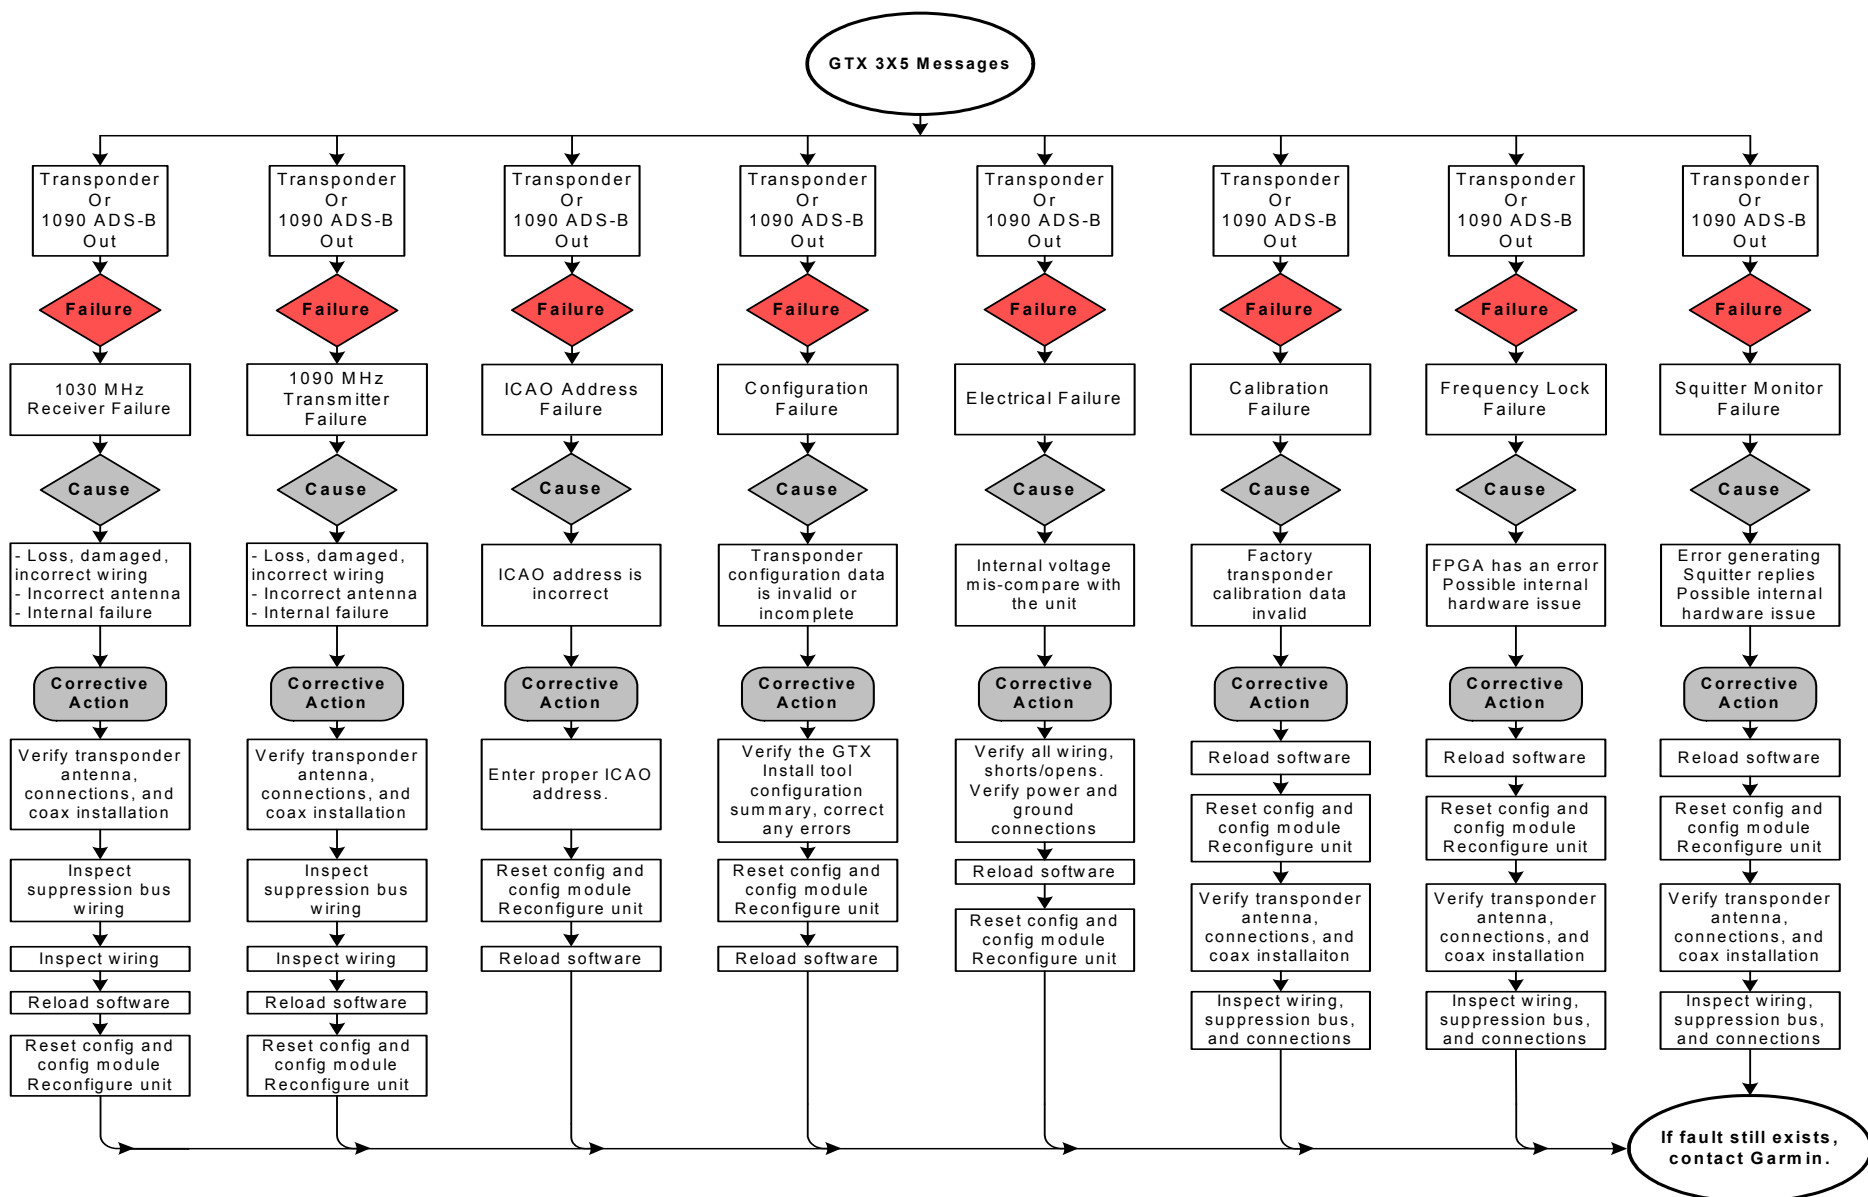 GTX 3X5 Messages
Transponder
Or
1090 ADS-B
Out
Failure
1030 MHz
Receiver Failure
Cause
- Loss, damaged,
incorrect wiring
- Incorrect antenna
- Internal failure
Corrective
Action
Verify transponder
antenna,
connections, and
coax installation
Inspect
suppression bus
wiring
Inspect wiring
Reload software
Reset config and
config module
Reconfigure unit
Transponder
Or
1090 ADS-B
Out
Failure
1090 MHz
Transmitter
Failure
Cause
- Loss, damaged,
incorrect wiring
- Incorrect antenna
- Internal failure
Corrective
Action
Verify transponder
antenna,
connections, and
coax installation
Inspect
suppression bus
wiring
Inspect wiring
Reload software
Reset config and
config module
Reconfigure unit
Transponder
Or
1090 ADS-B
Out
Failure
ICAO Address
Failure
Cause
ICAO address is
incorrect
Corrective
Action
Enter proper ICAO
address.
Reset config and
config module
Reconfigure unit
Reload software
Transponder
Or
1090 ADS-B
Out
Failure
Configuration
Failure
Cause
Transponder
configuration data
is invalid or
incomplete
Corrective
Action
Verify the GTX
Install tool
configuration
summary, correct
any errors
Reset config and
config module
Reconfigure unit
Reload software
Transponder
Or
1090 ADS-B
Out
Failure
Electrical Failure
Cause
Internal voltage
mis-compare with
the unit
Corrective
Action
Verify all wiring,
shorts/opens.
Verify power and
ground
connections
Reload software
Reset config and
config module
Reconfigure unit
Transponder
Or
1090 ADS-B
Out
Failure
Calibration
Failure
Cause
Factory
transponder
calibration data
invalid
Corrective
Action
Reload software
Reset config and
config module
Reconfigure unit
Verify transponder
antenna,
connections, and
coax installaiton
Inspect wiring,
suppression bus,
and connections
Transponder
Or
1090 ADS-B
Out
Failure
Frequency Lock
Failure
Cause
FPGA has an error
Possible internal
hardware issue
Corrective
Action
Reload software
Reset config and
config module
Reconfigure unit
Verify transponder
antenna,
connections, and
coax installation
Inspect wiring,
suppression bus,
and connections
Transponder
Or
1090 ADS-B
Out
Failure
Squitter Monitor
Failure
Cause
Error generating
Squitter replies
Possible internal
hardware issue
Corrective
Action
Reload software
Reset config and
config module
Reconfigure unit
Verify transponder
antenna,
connections, and
coax installation
Inspect wiring,
suppression bus,
and connections
If fault still exists,
contact Garmin.